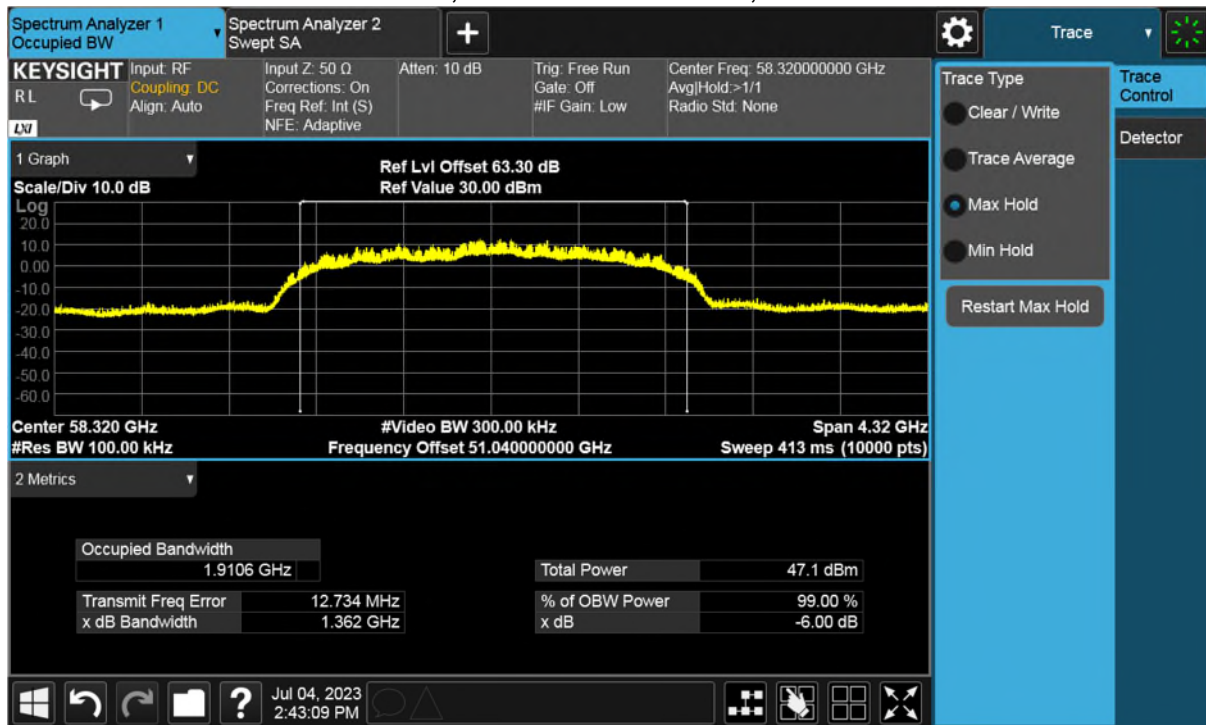 Spectrum Analyzer 1
Occupied BW
Spectrum Analyzer 2
Swept SA
+
Trace
KEYSIGHT
RL
LXI
Input: RF
Coupling: DC
Align: Auto
Input Z: 50 Ω
Corrections: On
Freq Ref: Int (S)
NFE: Adaptive
Atten: 10 dB
Trig: Free Run
Gate: Off
#IF Gain: Low
Center Freq: 58.320000000 GHz
Avg|Hold:>1/1
Radio Std: None
Trace Type
Clear / Write
Trace Average
Max Hold
Min Hold
Restart Max Hold
Trace
Control
Detector
1 Graph
Scale/Div 10.0 dB
Ref Lvl Offset 63.30 dB
Ref Value 30.00 dBm
Log
20.0
10.0
0.00
-10.0
-20.0
-30.0
-40.0
-50.0
-60.0
Center 58.320 GHz
#Video BW 300.00 kHz
Span 4.32 GHz
#Res BW 100.00 kHz
Frequency Offset 51.040000000 GHz
Sweep 413 ms (10000 pts)
2 Metrics
Occupied Bandwidth
1.9106 GHz
Total Power 47.1 dBm
Transmit Freq Error 12.734 MHz
% of OBW Power 99.00 %
x dB Bandwidth 1.362 GHz
x dB -6.00 dB
?
Jul 04, 2023
2:43:09 PM